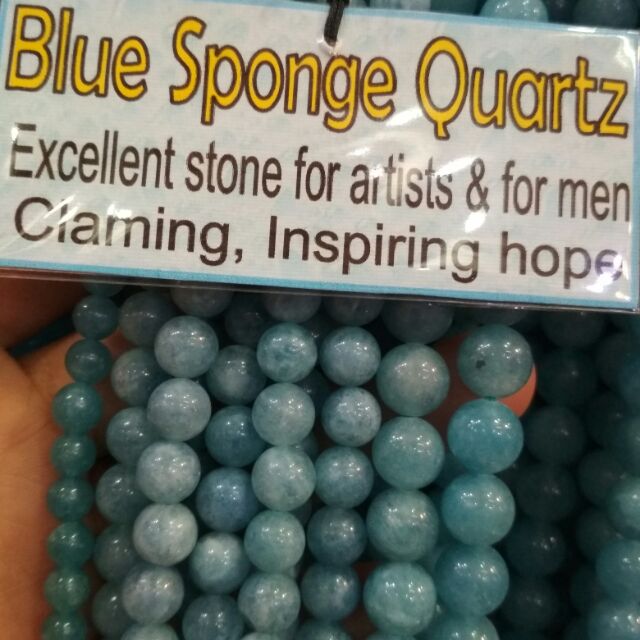 Blue Sponge Quartz
Excellent stone for artists & for men
Claming, Inspiring hope